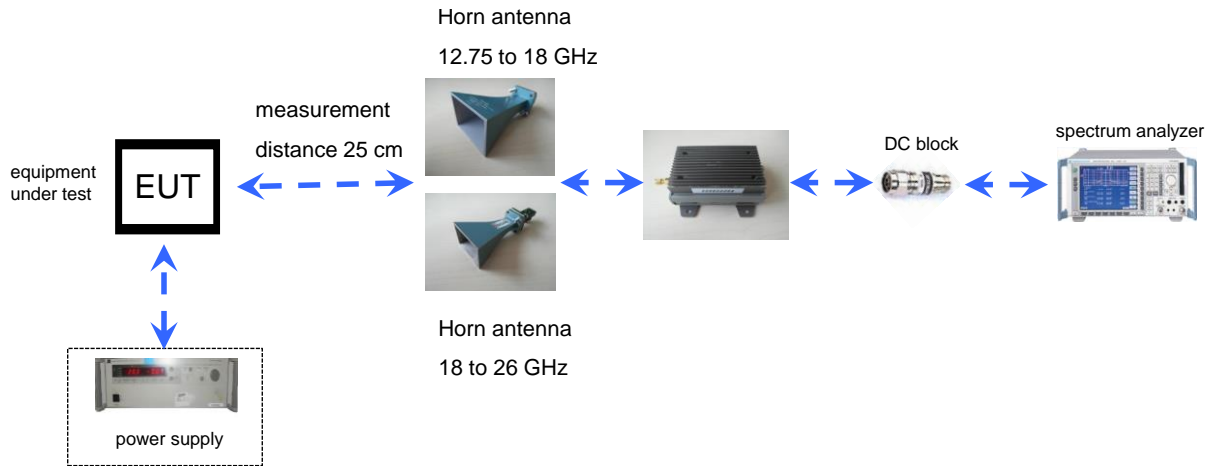 Horn antenna
12.75 to 18 GHz
measurement
distance 25 cm
equipment
under test
EUT
DC block
spectrum analyzer
Horn antenna
18 to 26 GHz
power supply